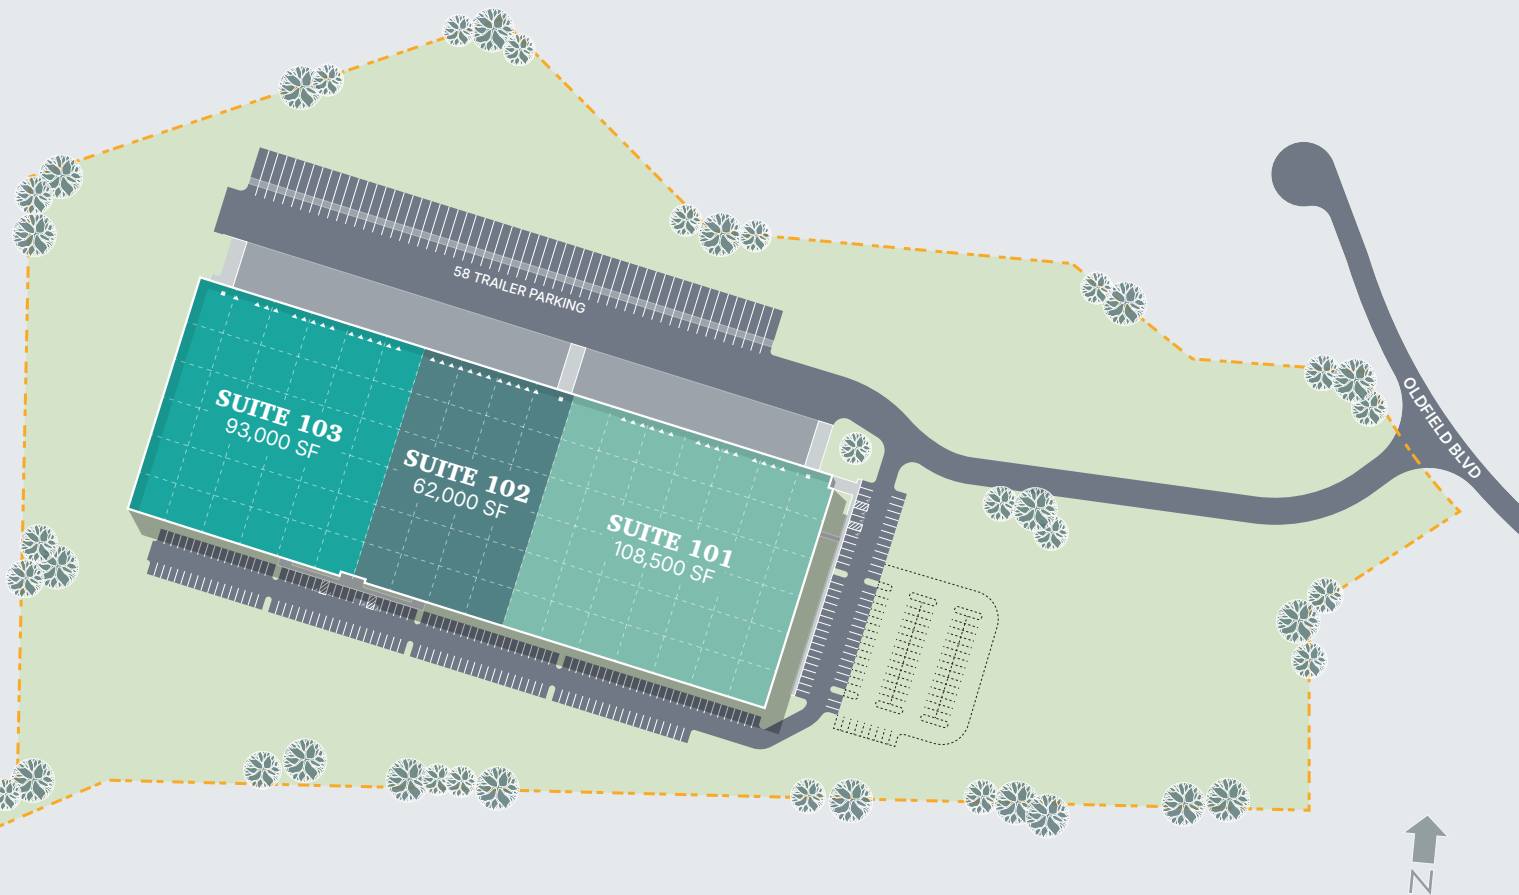 58 TRAILER PARKING
SUITE 103
93,000 SF
SUITE 102
62,000 SF
SUITE 101
108,500 SF
OLDFIELD BLVD
N